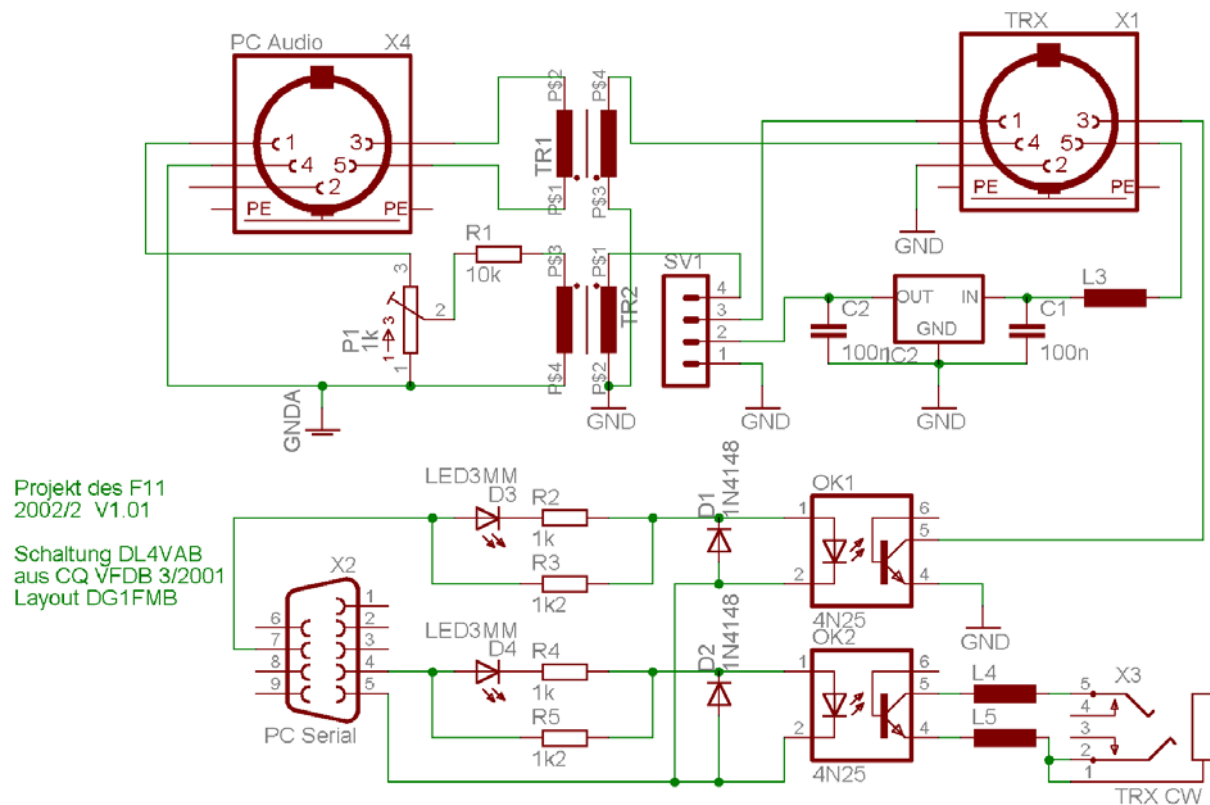 PC Audio X4
TRX X1
1 3
4 5
2
PE PE
1 3
4 5
2
PE PE
P$2 P$4
TR1
P$1 P$3
GND
R1
10k
P$3 P$1
TR2
P$4 P$2
SV1
4
3
2
1
3
2
P1
1k
3
1
1
GNDA
GND
GND
C2
100n
OUT IN
GND
IC2
C1
100n
L3
GND
Projekt des F11
2002/2 V1.01
Schaltung DL4VAB
aus CQ VFDB 3/2001
Layout DG1FMB
LED3MM
D3
R2
1k
R3
1k2
D1
1N4148
OK1
1 6
5
2 4
4N25
GND
X2
1
6
2
7
3
8
4
9
5
PC Serial
LED3MM
D4
R4
1k
R5
1k2
D2
1N4148
OK2
1 6
5
2 4
4N25
L4
L5
X3
5
4
3
2
1
TRX CW